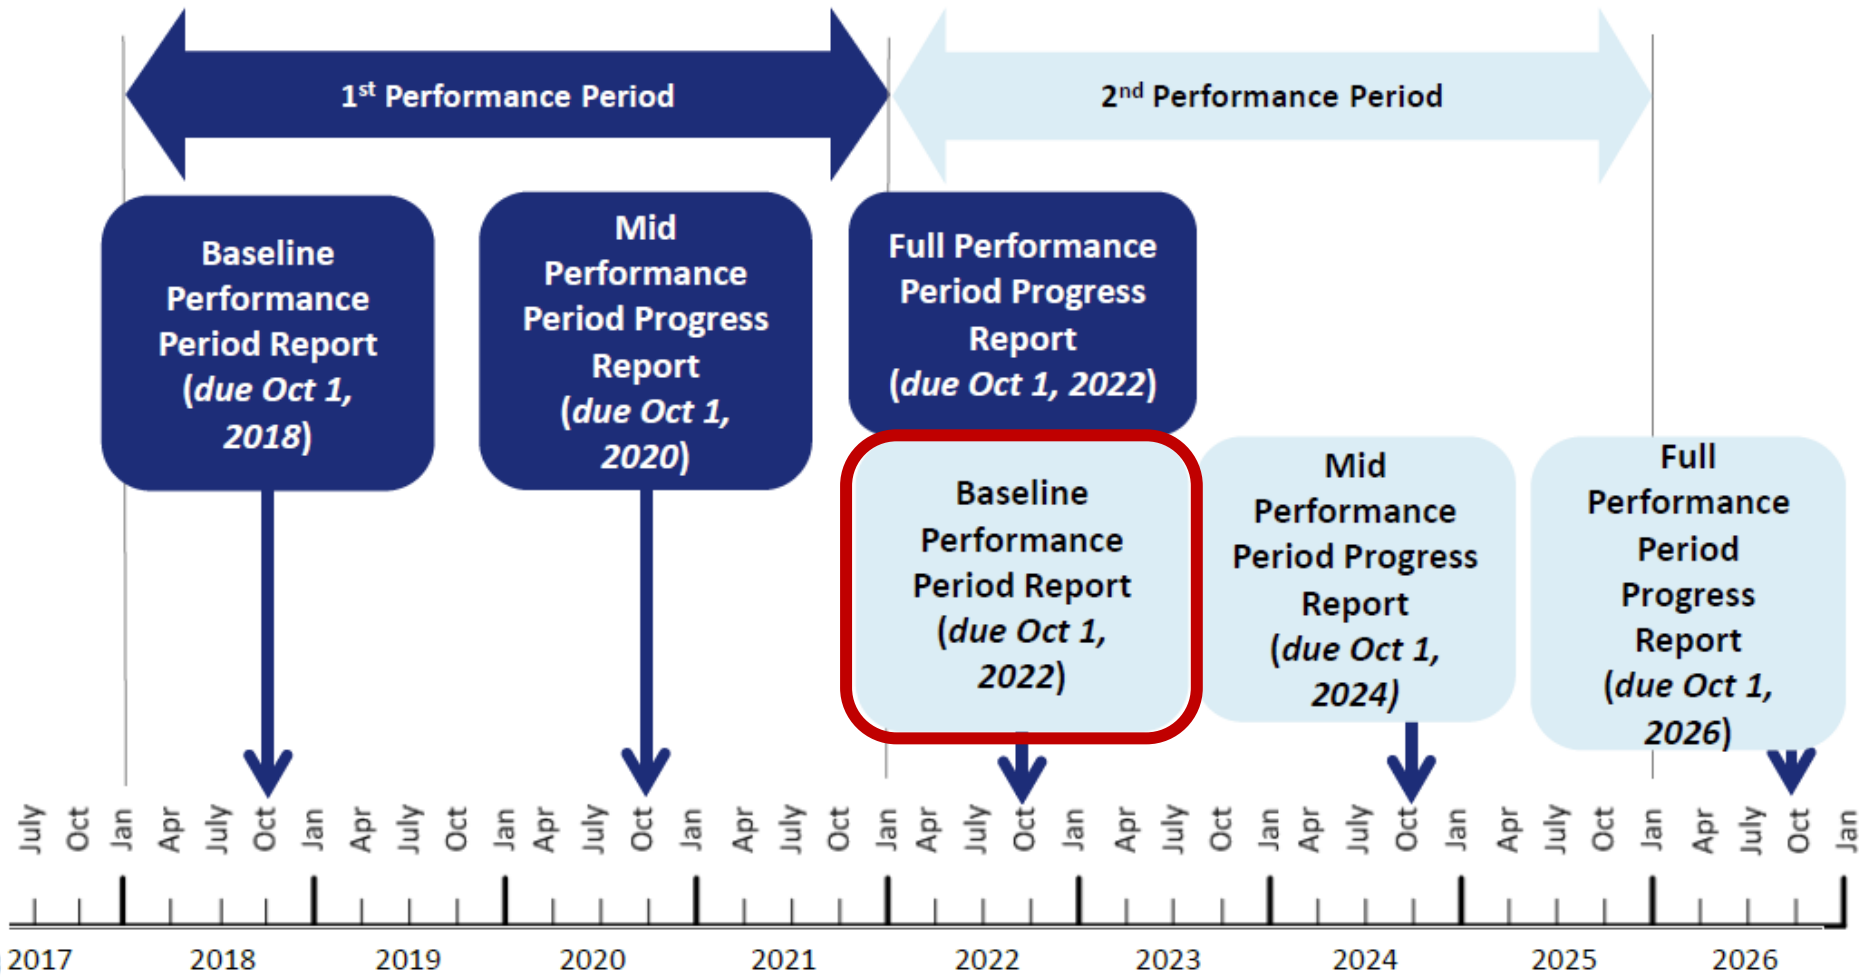 1st Performance Period
2nd Performance Period
Baseline
Performance
Period Report
(due Oct 1,
2018)
Mid
Performance
Period Progress
Report
(due Oct 1,
2020)
Full Performance
Period Progress
Report
(due Oct 1, 2022)
Baseline
Performance
Period Report
(due Oct 1,
2022)
Mid
Performance
Period Progress
Report
(due Oct 1,
2024)
Full
Performance
Period
Progress
Report
(due Oct 1,
2026)
July Oct Jan Apr July Oct Jan Apr July Oct Jan Apr July Oct Jan Apr July Oct Jan Apr July Oct Jan Apr July Oct Jan Apr July Oct Jan Apr July Oct Jan Apr July Oct Jan
2017 2018 2019 2020 2021 2022 2023 2024 2025 2026